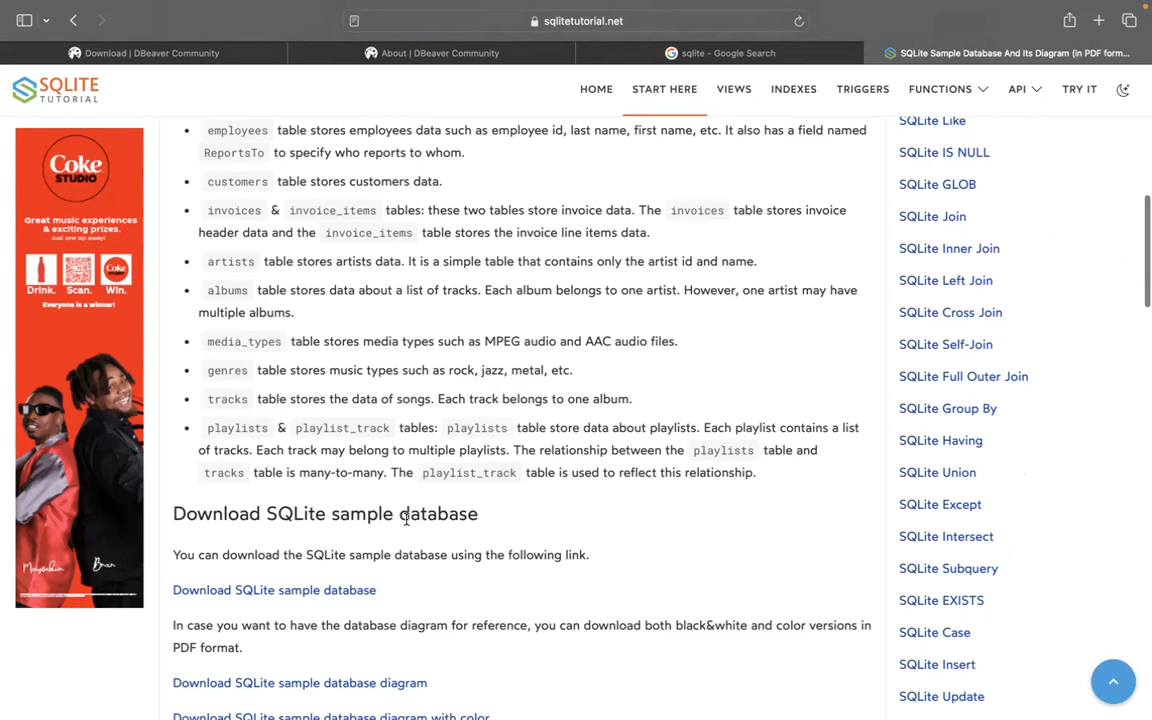 sqlitetutorial.net
Download | DBeaver Community
About | DBeaver Community
sqlite - Google Search
SQLite Sample Database And Its Diagram (in PDF form...
SQLITE
TUTORIAL
HOME
START HERE
VIEWS
INDEXES
TRIGGERS
FUNCTIONS
API
TRY IT
Coke
STUDIO
Great music experiences
& exciting prizes.
Just one sip away!
Drink. Scan. Win.
Everyone is a winner!
employees table stores employees data such as employee id, last name, first name, etc. It also has a field named
ReportsTo to specify who reports to whom.
customers table stores customers data.
invoices & invoice_items tables: these two tables store invoice data. The invoices table stores invoice
header data and the invoice_items table stores the invoice line items data.
artists table stores artists data. It is a simple table that contains only the artist id and name.
albums table stores data about a list of tracks. Each album belongs to one artist. However, one artist may have
multiple albums.
media_types table stores media types such as MPEG audio and AAC audio files.
genres table stores music types such as rock, jazz, metal, etc.
tracks table stores the data of songs. Each track belongs to one album.
playlists & playlist_track tables: playlists table store data about playlists. Each playlist contains a list
of tracks. Each track may belong to multiple playlists. The relationship between the playlists table and
tracks table is many-to-many. The playlist_track table is used to reflect this relationship.
Download SQLite sample database
You can download the SQLite sample database using the following link.
Download SQLite sample database
In case you want to have the database diagram for reference, you can download both black&white and color versions in
PDF format.
Download SQLite sample database diagram
Download SQLite sample database diagram with color
SQLite Like
SQLite IS NULL
SQLite GLOB
SQLite Join
SQLite Inner Join
SQLite Left Join
SQLite Cross Join
SQLite Self-Join
SQLite Full Outer Join
SQLite Group By
SQLite Having
SQLite Union
SQLite Except
SQLite Intersect
SQLite Subquery
SQLite EXISTS
SQLite Case
SQLite Insert
SQLite Update